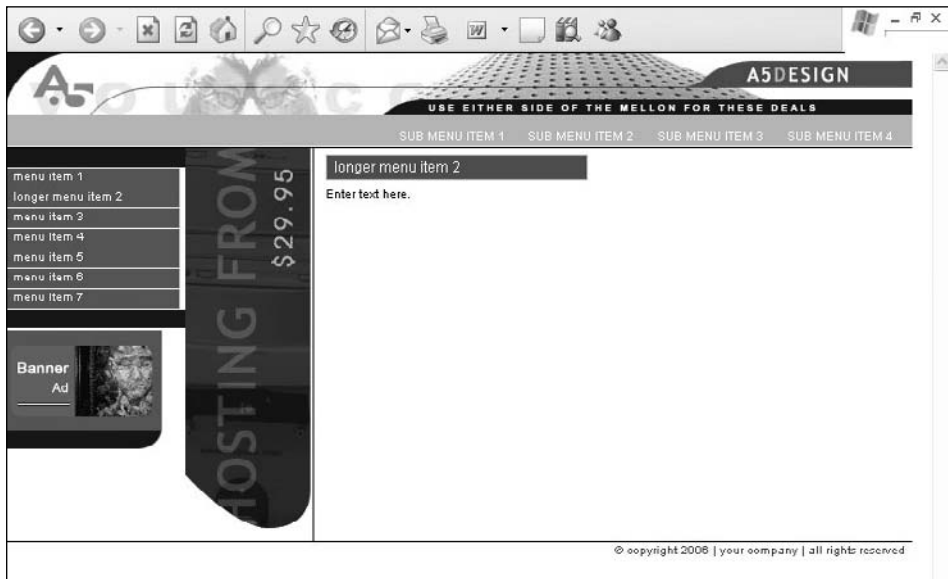 A5
A5DESIGN
USE EITHER SIDE OF THE MELLON FOR THESE DEALS
SUB MENU ITEM 1 SUB MENU ITEM 2 SUB MENU ITEM 3 SUB MENU ITEM 4
menu item 1
longer menu item 2
menu item 3
menu item 4
menu item 5
menu item 6
menu item 7
Banner
Ad
HOSTING FROM
$29.95
longer menu item 2
Enter text here.
© copyright 2006 | your company | all rights reserved